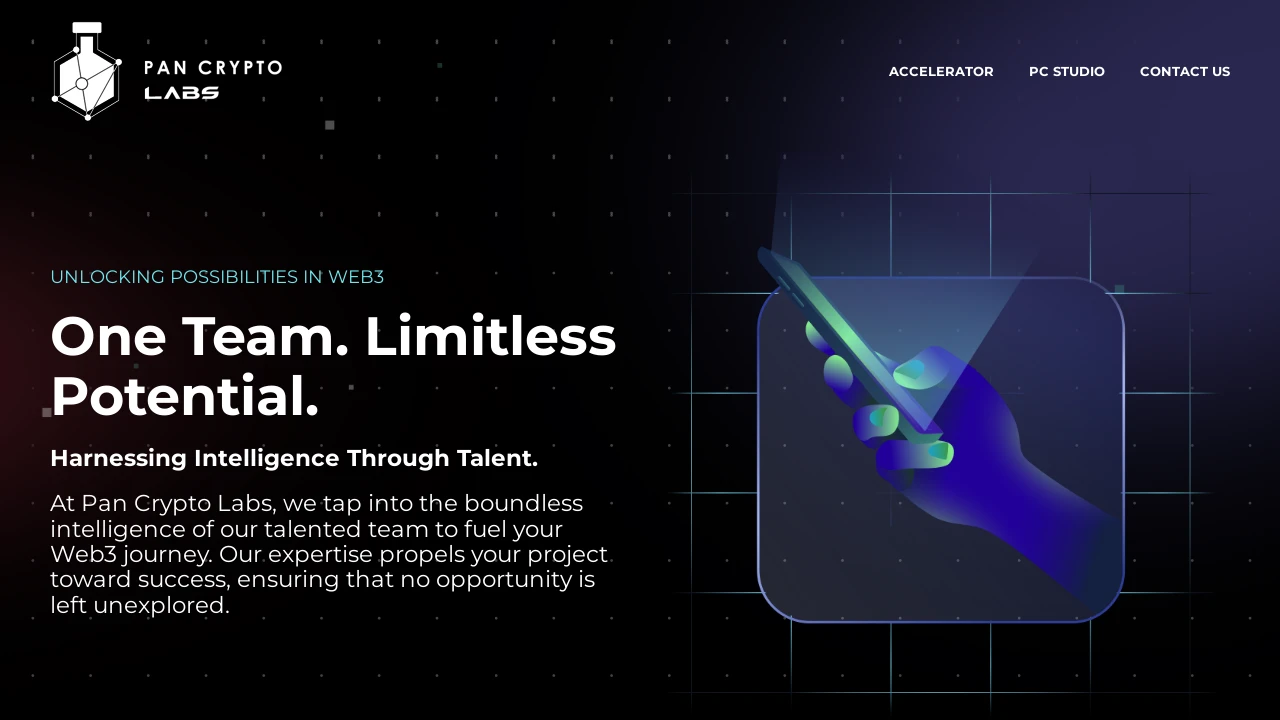 PAN CRYPTO
LABS
ACCELERATOR
PC STUDIO
CONTACT US
UNLOCKING POSSIBILITIES IN WEB3
One Team. Limitless
Potential.
Harnessing Intelligence Through Talent.
At Pan Crypto Labs, we tap into the boundless
intelligence of our talented team to fuel your
Web3 journey. Our expertise propels your project
toward success, ensuring that no opportunity is
left unexplored.